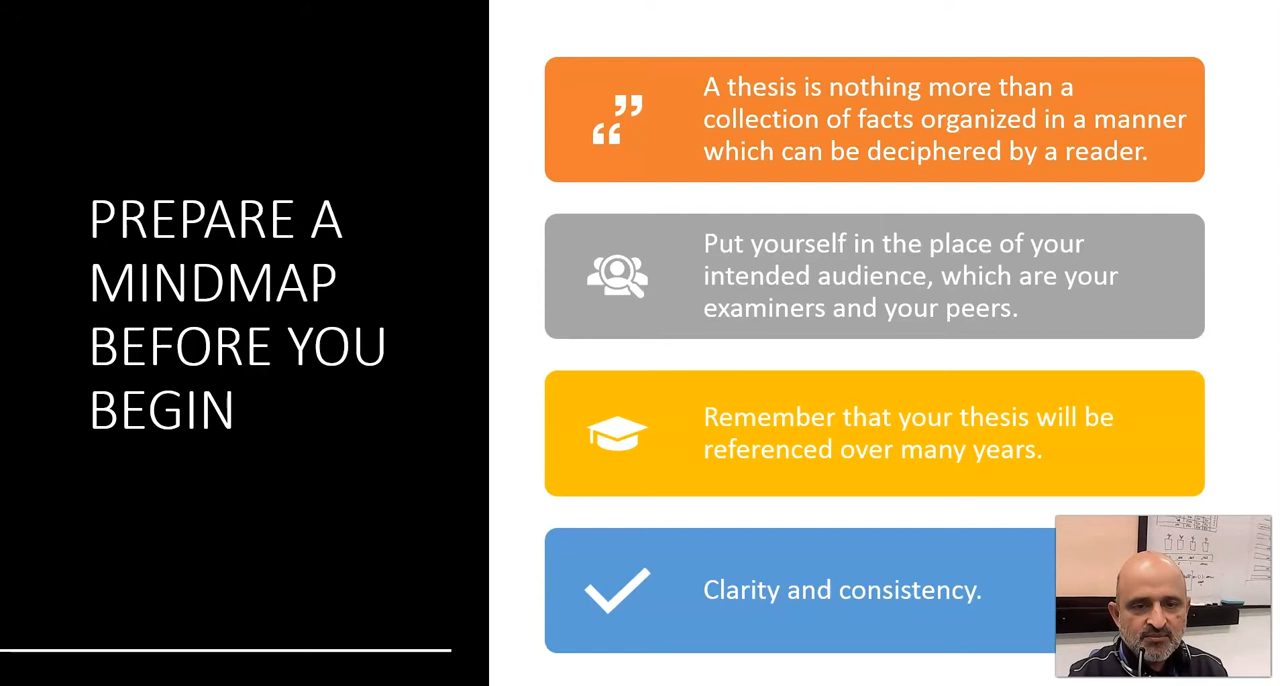 PREPARE A
MINDMAP
BEFORE YOU
BEGIN
A thesis is nothing more than a
collection of facts organized in a manner
which can be deciphered by a reader.
Put yourself in the place of your
intended audience, which are your
examiners and your peers.
Remember that your thesis will be
referenced over many years.
Clarity and consistency.